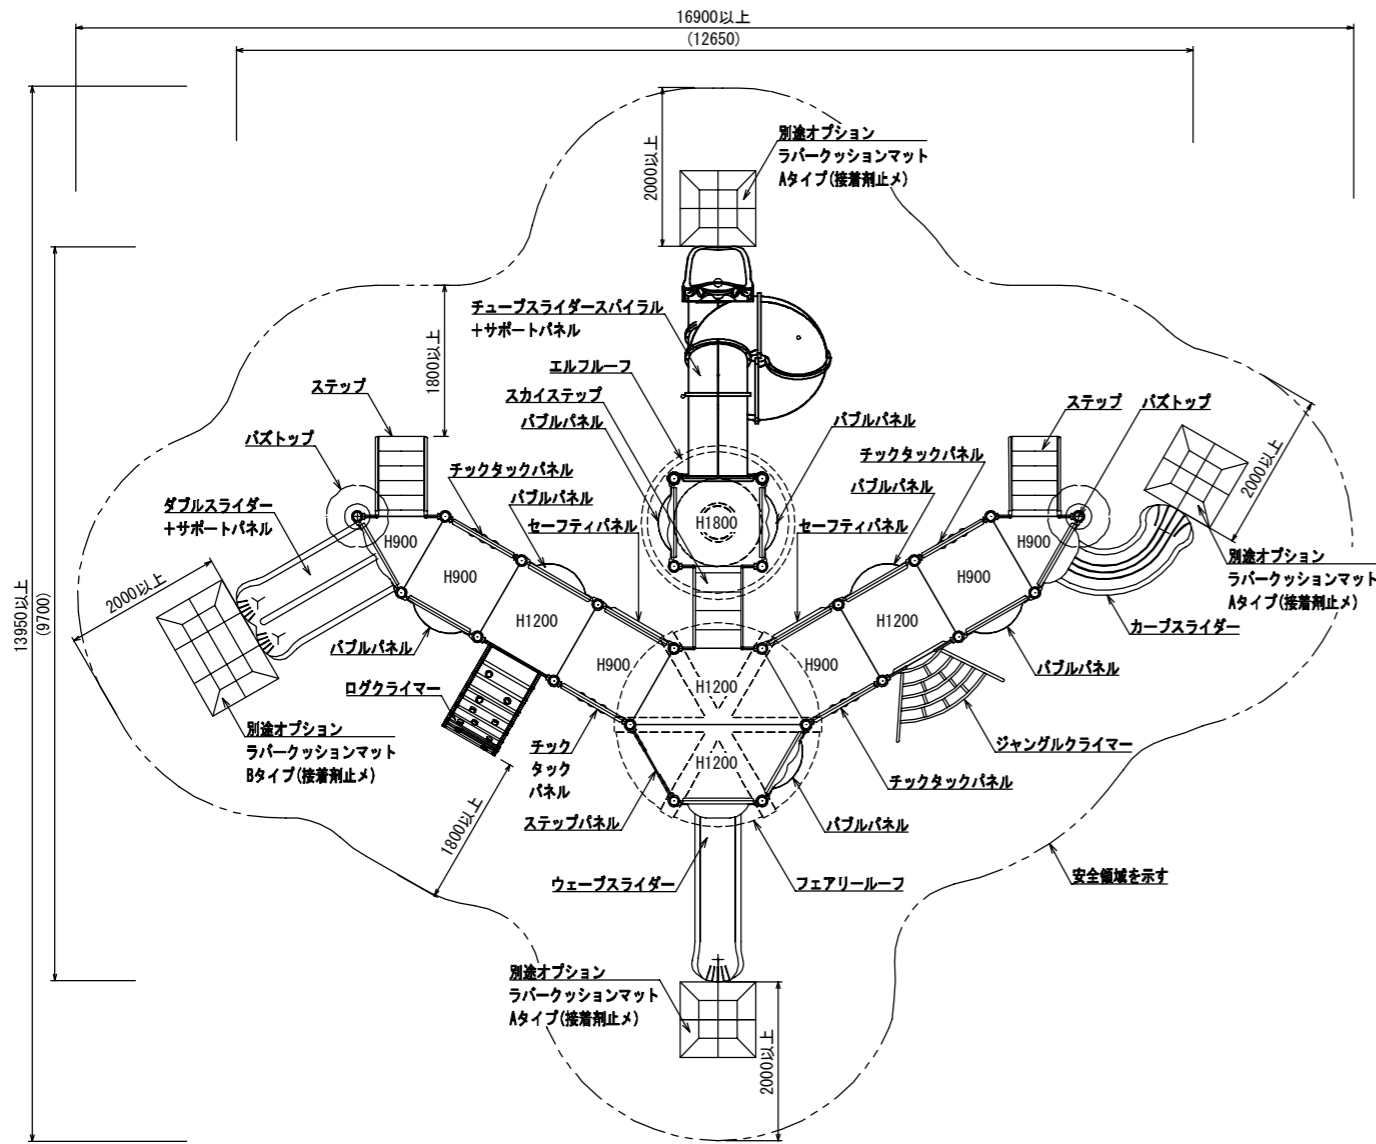 16900以上
(12650)
13950以上
(9700)
2000以上
別途オプション
ラバークッションマット
Aタイプ(接着剤止メ)
1800以上
チューブスライダースパイラル
+サポートパネル
エルフルーフ
スカイステップ
バブルパネル
バブルパネル
ステップ
バズトップ
チックタックパネル
バブルパネル
セーフティパネル
ダブルスライダー
+サポートパネル
チックタックパネル
バブルパネル
セーフティパネル
ステップ
バズトップ
2000以上
別途オプション
ラバークッションマット
Aタイプ(接着剤止メ)
カーブスライダー
H1800
H900
H900
H1200
H900
H1200
H900
H1200
H900
H900
H1200
2000以上
バブルパネル
ログクライマー
別途オプション
ラバークッションマット
Bタイプ(接着剤止メ)
1800以上
チック
タック
パネル
ステップパネル
バブルパネル
ジャングルクライマー
チックタックパネル
バブルパネル
ウェーブスライダー
フェアリールーフ
安全領域を示す
別途オプション
ラバークッションマット
Aタイプ(接着剤止メ)
2000以上